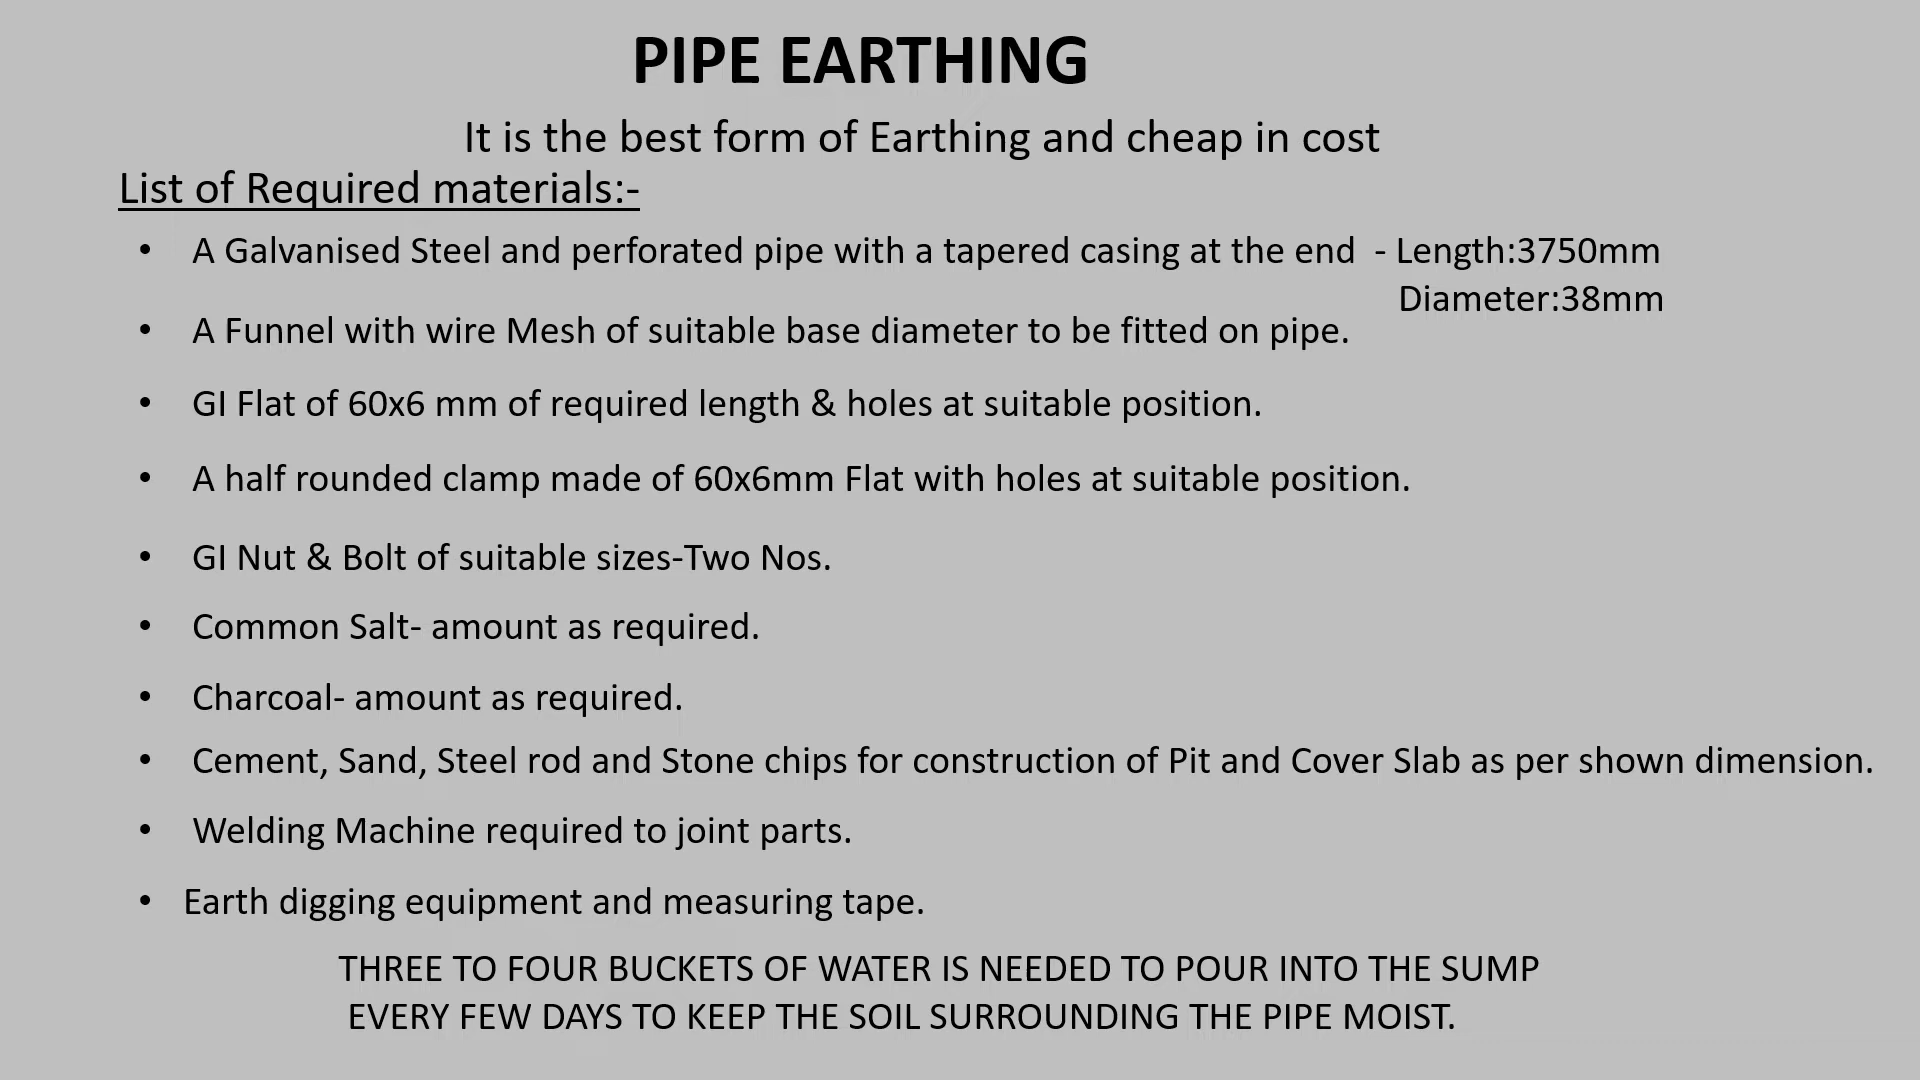 PIPE EARTHING
It is the best form of Earthing and cheap in cost
List of Required materials:-
• A Galvanised Steel and perforated pipe with a tapered casing at the end - Length:3750mm
Diameter:38mm
• A Funnel with wire Mesh of suitable base diameter to be fitted on pipe.
• GI Flat of 60x6 mm of required length & holes at suitable position.
• A half rounded clamp made of 60x6mm Flat with holes at suitable position.
• GI Nut & Bolt of suitable sizes-Two Nos.
• Common Salt- amount as required.
• Charcoal- amount as required.
• Cement, Sand, Steel rod and Stone chips for construction of Pit and Cover Slab as per shown dimension.
• Welding Machine required to joint parts.
• Earth digging equipment and measuring tape.
THREE TO FOUR BUCKETS OF WATER IS NEEDED TO POUR INTO THE SUMP
EVERY FEW DAYS TO KEEP THE SOIL SURROUNDING THE PIPE MOIST.